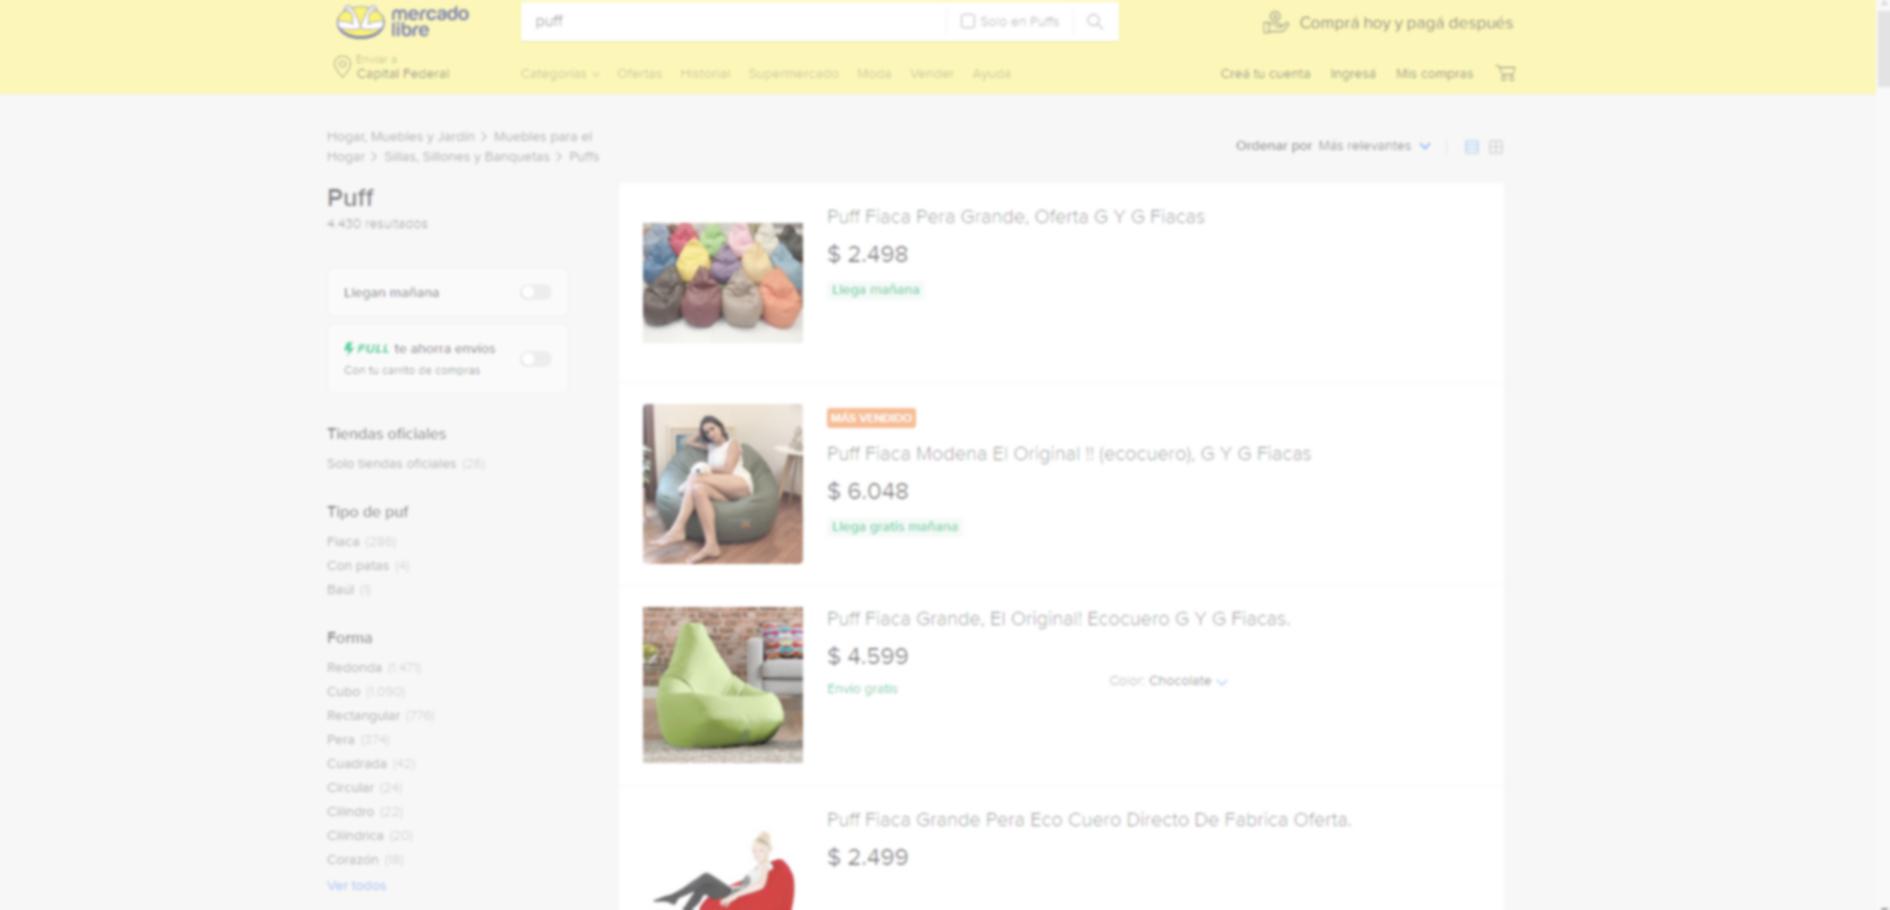 mercado
libre
puff
Solo en Puffs
Comprá hoy y pagá después
Enviar a
Capital Federal
Categorías
Ofertas
Historial
Supermercado
Moda
Vender
Ayuda
Creá tu cuenta
Ingresá
Mis compras
Hogar, Muebles y Jardín > Muebles para el
Hogar > Sillas, Sillones y Banquetas > Puffs
Ordenar por Más relevantes
Puff
4.430 resultados
Llegan mañana
FULL te ahorra envíos
Con tu carrito de compras
Tiendas oficiales
Solo tiendas oficiales (26)
Tipo de puf
Fiaca (286)
Con patas (4)
Baúl (1)
Forma
Redonda (1.471)
Cubo (1.090)
Rectangular (776)
Pera (374)
Cuadrada (42)
Circular (24)
Cilindro (22)
Cilíndrica (20)
Corazón (18)
Ver todos
Puff Fiaca Pera Grande, Oferta G Y G Fiacas
$ 2.498
Llega mañana
MÁS VENDIDO
Puff Fiaca Modena El Original !! (ecocuero), G Y G Fiacas
$ 6.048
Llega gratis mañana
Puff Fiaca Grande, El Original! Ecocuero G Y G Fiacas.
$ 4.599
Envío gratis
Color: Chocolate
Puff Fiaca Grande Pera Eco Cuero Directo De Fabrica Oferta.
$ 2.499